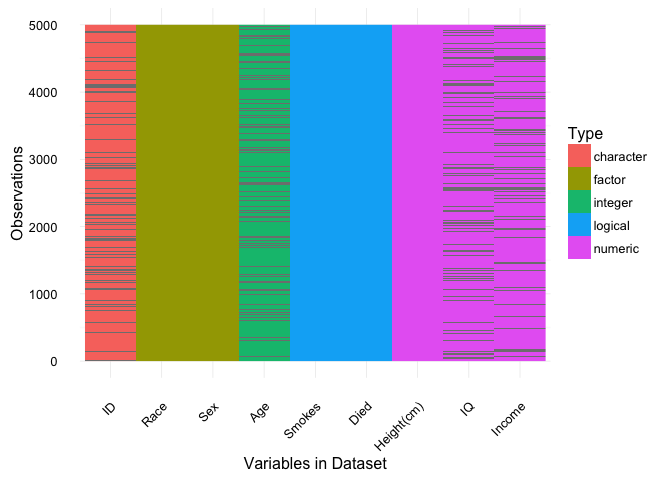 5000
4000
3000
2000
1000
0
Observations
ID
Race
Sex
Age
Smokes
Died
Height(cm)
IQ
Income
Variables in Dataset
Type
character
factor
integer
logical
numeric